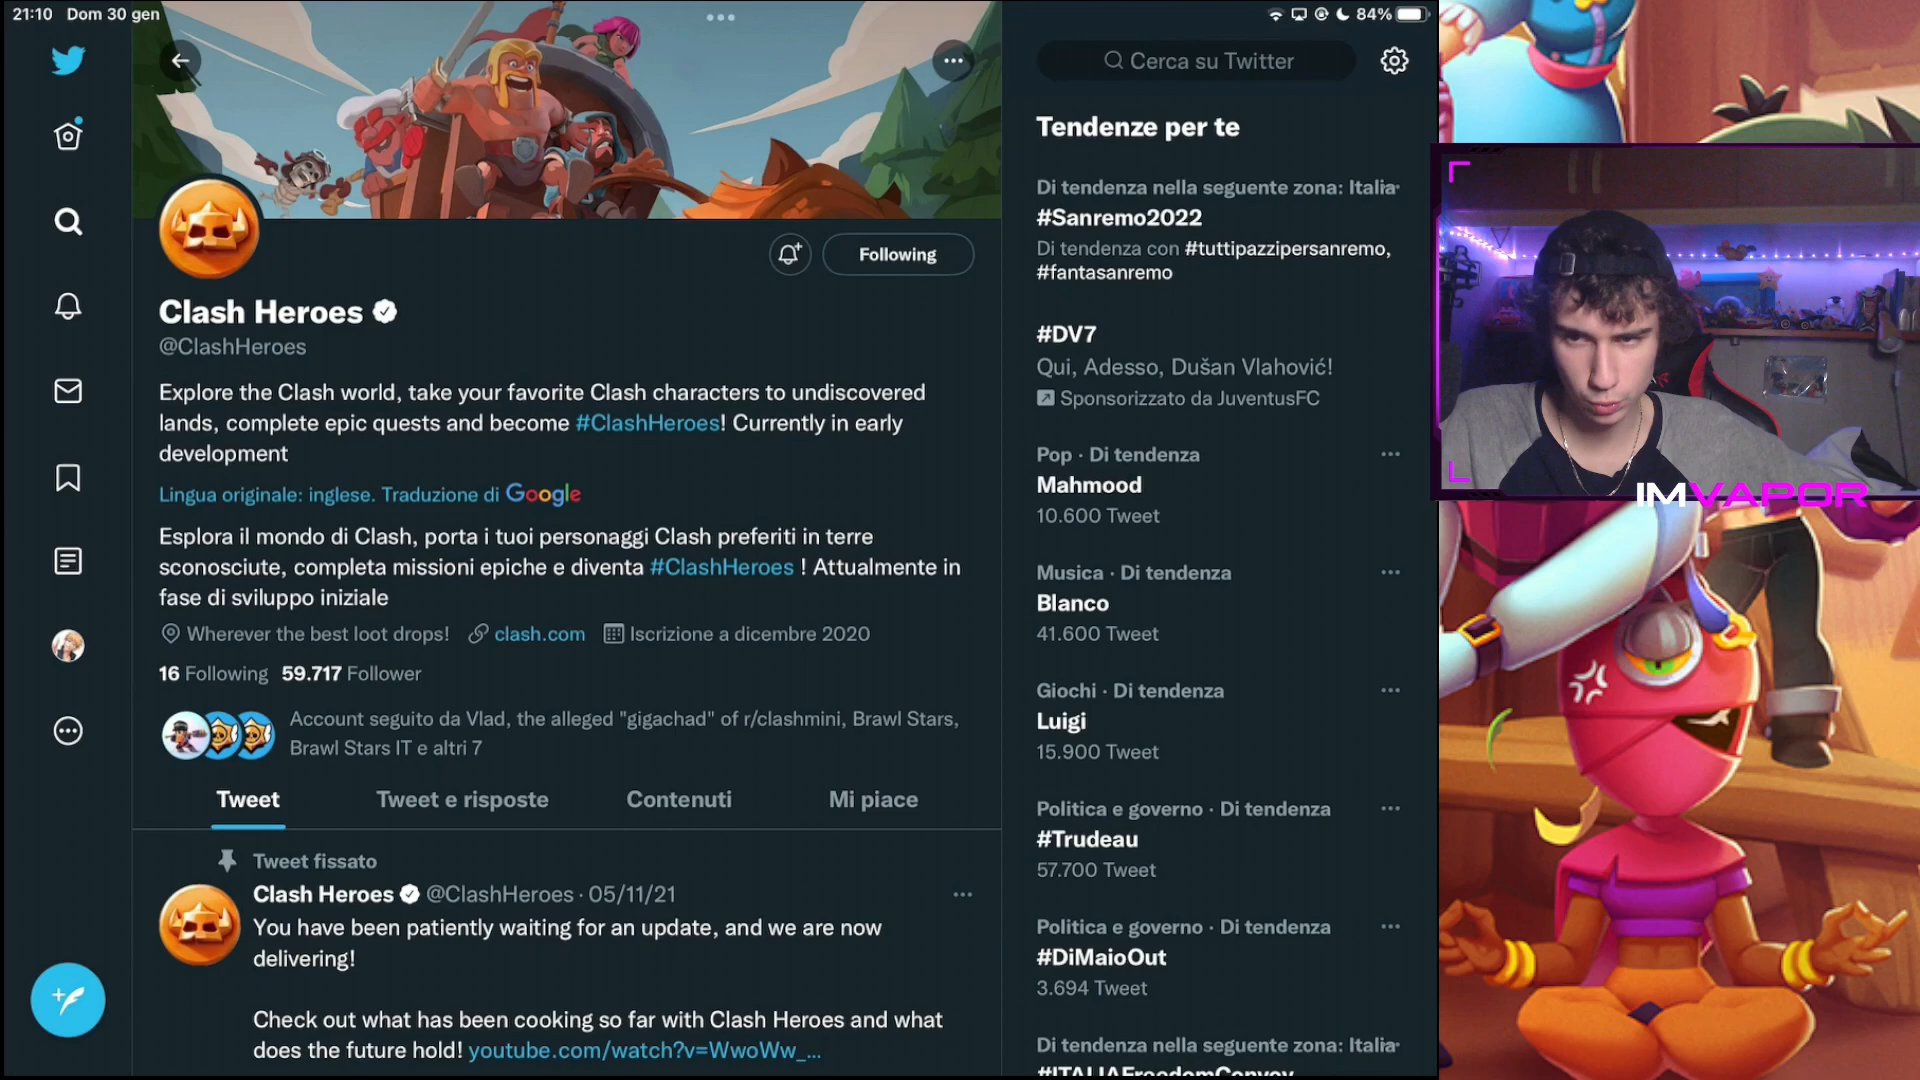 21:10 Dom 30 gen
84%
Clash Heroes
@ClashHeroes
Following
Explore the Clash world, take your favorite Clash characters to undiscovered
lands, complete epic quests and become #ClashHeroes! Currently in early
development
Lingua originale: inglese. Traduzione di Google
Esplora il mondo di Clash, porta i tuoi personaggi Clash preferiti in terre
sconosciute, completa missioni epiche e diventa #ClashHeroes ! Attualmente in
fase di sviluppo iniziale
Wherever the best loot drops! clash.com Iscrizione a dicembre 2020
16 Following 59.717 Follower
Account seguito da Vlad, the alleged "gigachad" of r/clashmini, Brawl Stars,
Brawl Stars IT e altri 7
Tweet Tweet e risposte Contenuti Mi piace
Tweet fissato
Clash Heroes @ClashHeroes · 05/11/21
You have been patiently waiting for an update, and we are now
delivering!
Check out what has been cooking so far with Clash Heroes and what
does the future hold! youtube.com/watch?v=WwoWw_...
Cerca su Twitter
Tendenze per te
Di tendenza nella seguente zona: Italia
#Sanremo2022
Di tendenza con #tuttipazzipersanremo,
#fantasanremo
#DV7
Qui, Adesso, Dušan Vlahović!
Sponsorizzato da JuventusFC
Pop · Di tendenza
Mahmood
10.600 Tweet
Musica · Di tendenza
Blanco
41.600 Tweet
Giochi · Di tendenza
Luigi
15.900 Tweet
Politica e governo · Di tendenza
#Trudeau
57.700 Tweet
Politica e governo · Di tendenza
#DiMaioOut
3.694 Tweet
Di tendenza nella seguente zona: Italia
#ITALIAFreedomConvoy
IMVAPOR